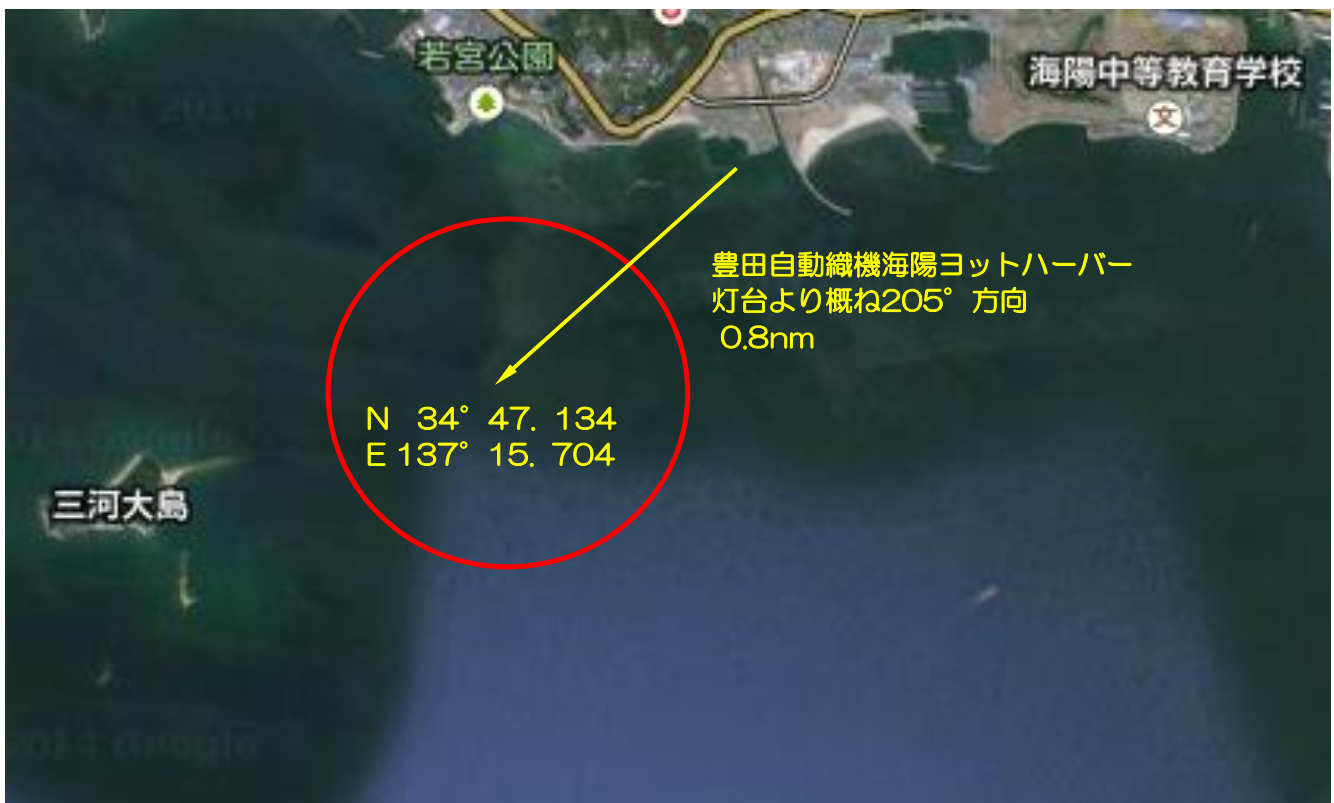 若宮公園
海陽中等教育学校
文
豊田自動織機海陽ヨットハーバー
灯台より概ね205°方向
0.8nm
N 34°47.134
E 137°15.704
三河大島